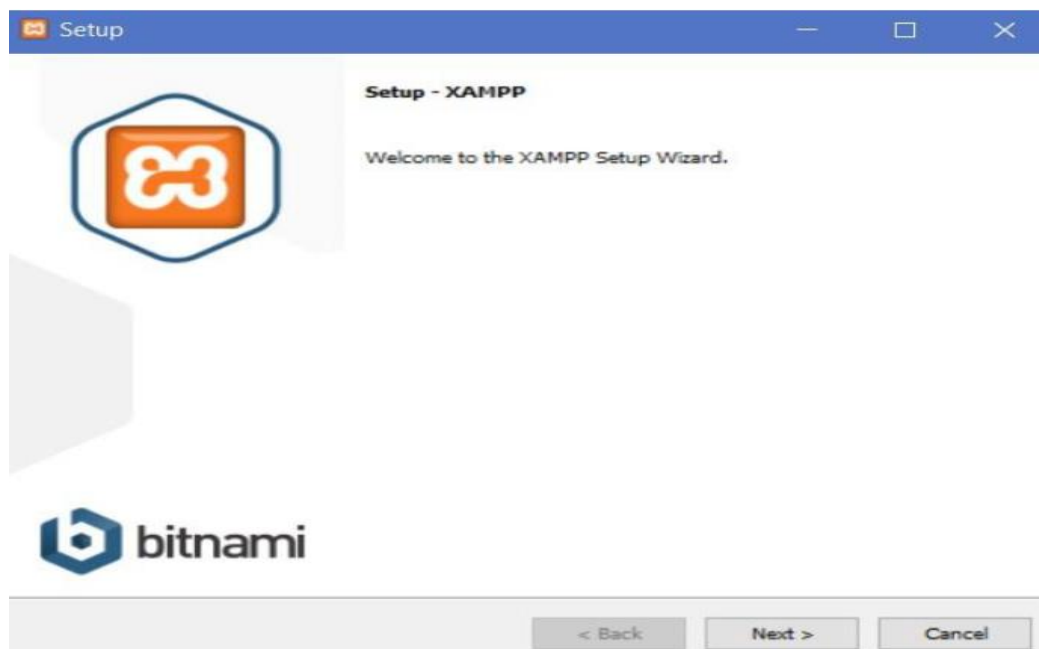 Setup
Setup - XAMPP
Welcome to the XAMPP Setup Wizard.
bitnami
< Back Next > Cancel